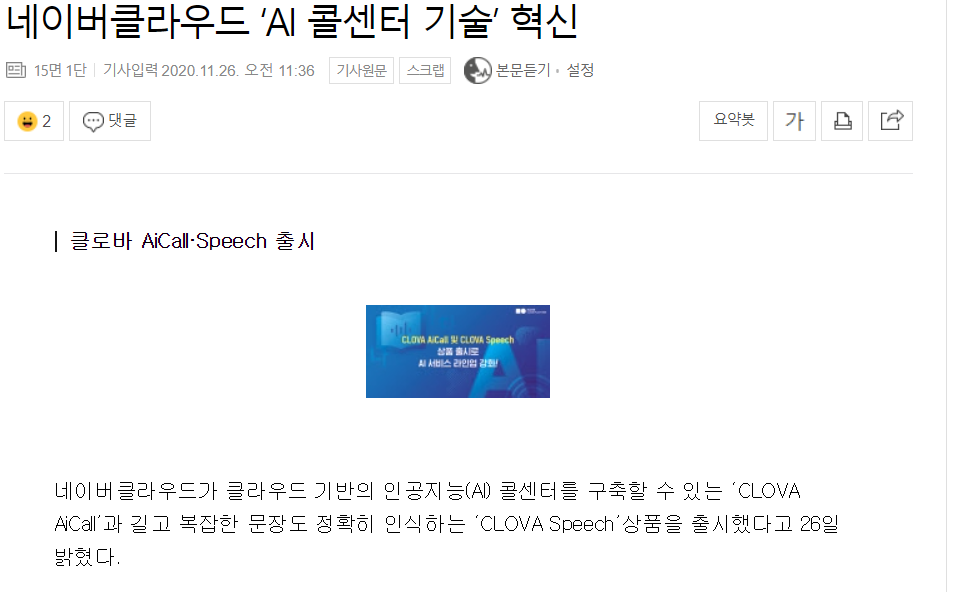 네이버클라우드 ‘AI 콜센터 기술’ 혁신
15면 1단 기사입력 2020.11.26. 오전 11:36 기사원문 스크랩 본문듣기 · 설정
2 댓글 요약봇 가
| 클로바 AiCall·Speech 출시
CLOVA AiCall 및 CLOVA Speech
상품 출시로
AI 서비스 라인업 강화!
AI
네이버클라우드가 클라우드 기반의 인공지능(AI) 콜센터를 구축할 수 있는 ‘CLOVA
AiCall’과 길고 복잡한 문장도 정확히 인식하는 ‘CLOVA Speech’상품을 출시했다고 26일
밝혔다.